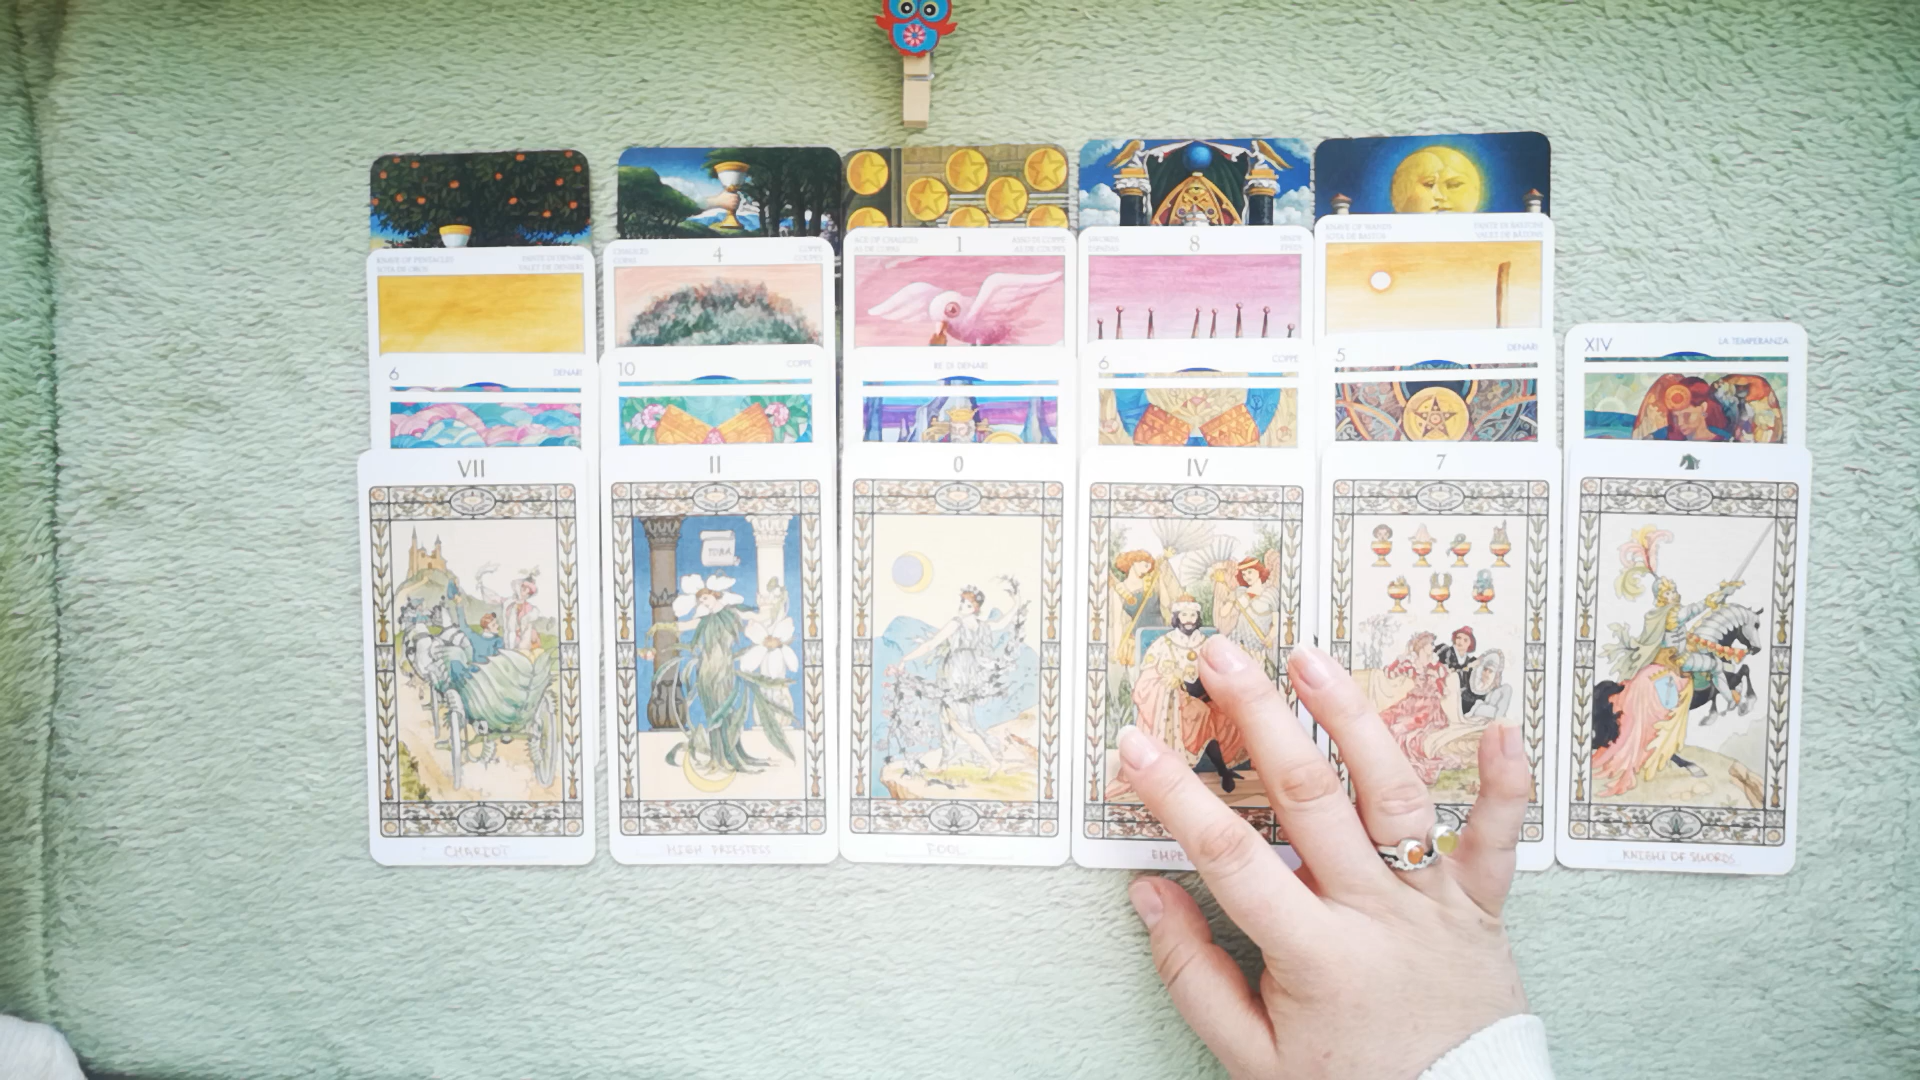 KNAVE OF PENTACLES
SOTA DE OROS
FANTE DI DENARI
VALET DE DENIERS
CHALICES
COPAS
4
COPPE
COUPES
ACE OF CHALICES
AS DE COPAS
1
ASSO DI COPPE
AS DE COUPES
SWORDS
ESPADAS
8
SPADE
EPEES
KNAVE OF WANDS
SOTA DE BASTOS
FANTE DI BASTONI
VALET DE BATONS
6
DENARI
10
COPPE
RE DI DENARI
6
COPPE
5
DENARI
XIV
LA TEMPERANZA
VII
CHARIOT
II
TORA
HIGH PRIESTESS
0
FOOL
IV
EMPE
7
KNIGHT OF SWORDS